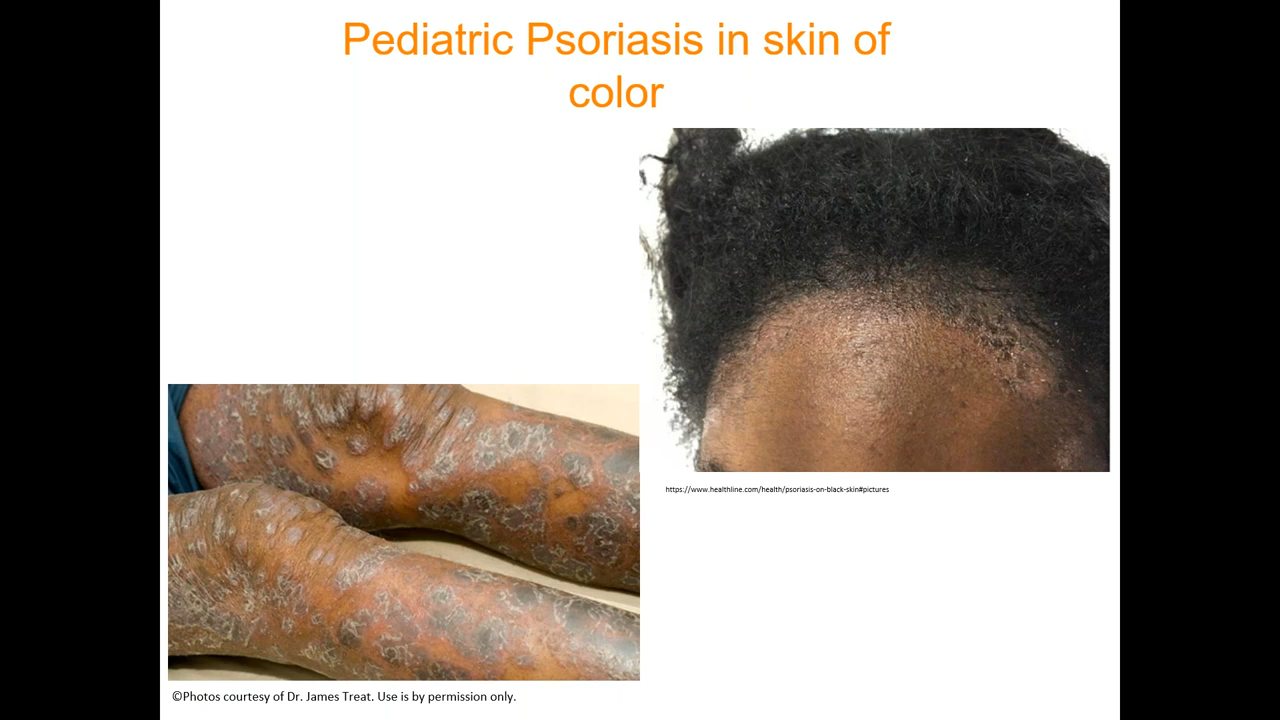 Pediatric Psoriasis in skin of
color
https://www.healthline.com/health/psoriasis-on-black-skin#pictures
©Photos courtesy of Dr. James Treat. Use is by permission only.